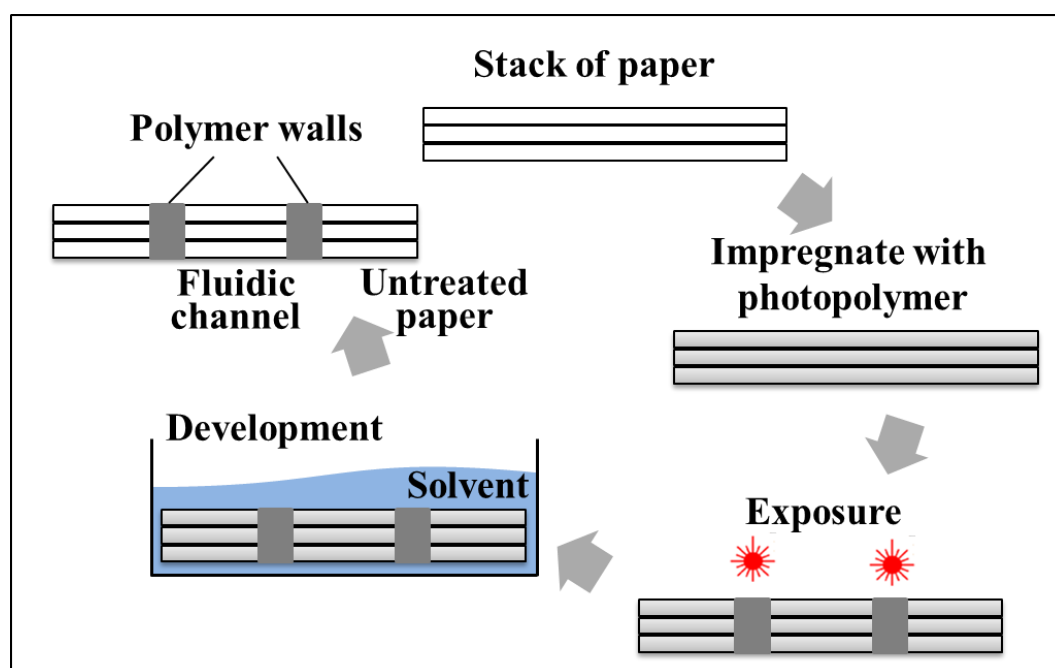 Stack of paper
Polymer walls
Impregnate with
photopolymer
Fluidic
channel
Untreated
paper
Development
Solvent
Exposure